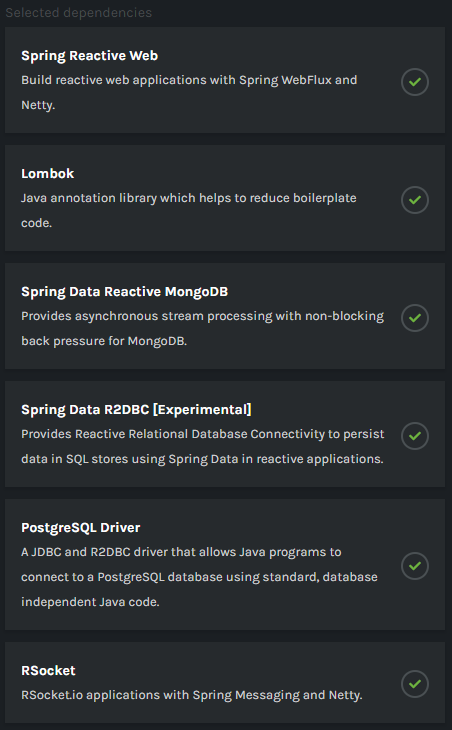 Selected dependencies
Spring Reactive Web
Build reactive web applications with Spring WebFlux and
Netty.
Lombok
Java annotation library which helps to reduce boilerplate
code.
Spring Data Reactive MongoDB
Provides asynchronous stream processing with non-blocking
back pressure for MongoDB.
Spring Data R2DBC [Experimental]
Provides Reactive Relational Database Connectivity to persist
data in SQL stores using Spring Data in reactive applications.
PostgreSQL Driver
A JDBC and R2DBC driver that allows Java programs to
connect to a PostgreSQL database using standard, database
independent Java code.
RSocket
RSocket.io applications with Spring Messaging and Netty.